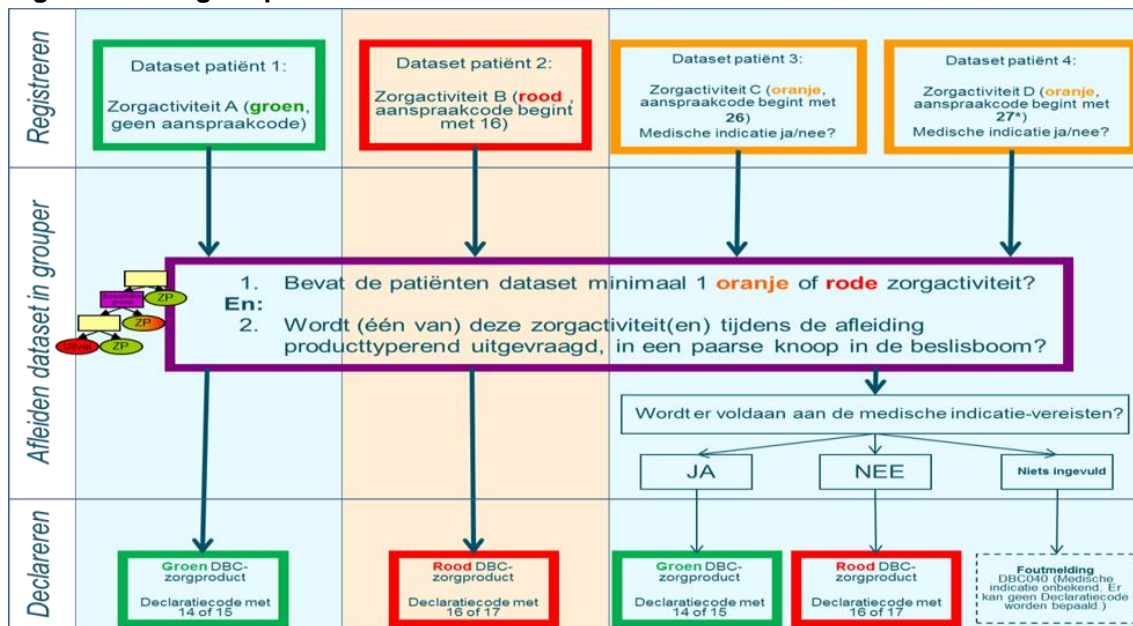 Registreren
Dataset patiënt 1:
Zorgactiviteit A (groen,
geen aanspraakcode)
Dataset patiënt 2:
Zorgactiviteit B (rood ,
aanspraakcode begint
met 16)
Dataset patiënt 3:
Zorgactiviteit C (oranje,
aanspraakcode begint met
26)
Medische indicatie ja/nee?
Dataset patiënt 4:
Zorgactiviteit D (oranje,
aanspraakcode begint met
27*)
Medische indicatie ja/nee?
Afleiden dataset in grouper
ZP
ZP
Uitval
ZP
1. Bevat de patiënten dataset minimaal 1 oranje of rode zorgactiviteit?
En:
2. Wordt (één van) deze zorgactiviteit(en) tijdens de afleiding
producttyperend uitgevraagd, in een paarse knoop in de beslisboom?
Wordt er voldaan aan de medische indicatie-vereisten?
JA
NEE
Niets ingevuld
Declareren
Groen DBC-
zorgproduct
Declaratiecode met
14 of 15
Rood DBC-
zorgproduct
Declaratiecode met
16 of 17
Groen DBC-
zorgproduct
Declaratiecode met
14 of 15
Rood DBC-
zorgproduct
Declaratiecode met
16 of 17
Foutmelding
DBC040 (Medische
indicatie onbekend. Er
kan geen Declaratiecode
worden bepaald.)